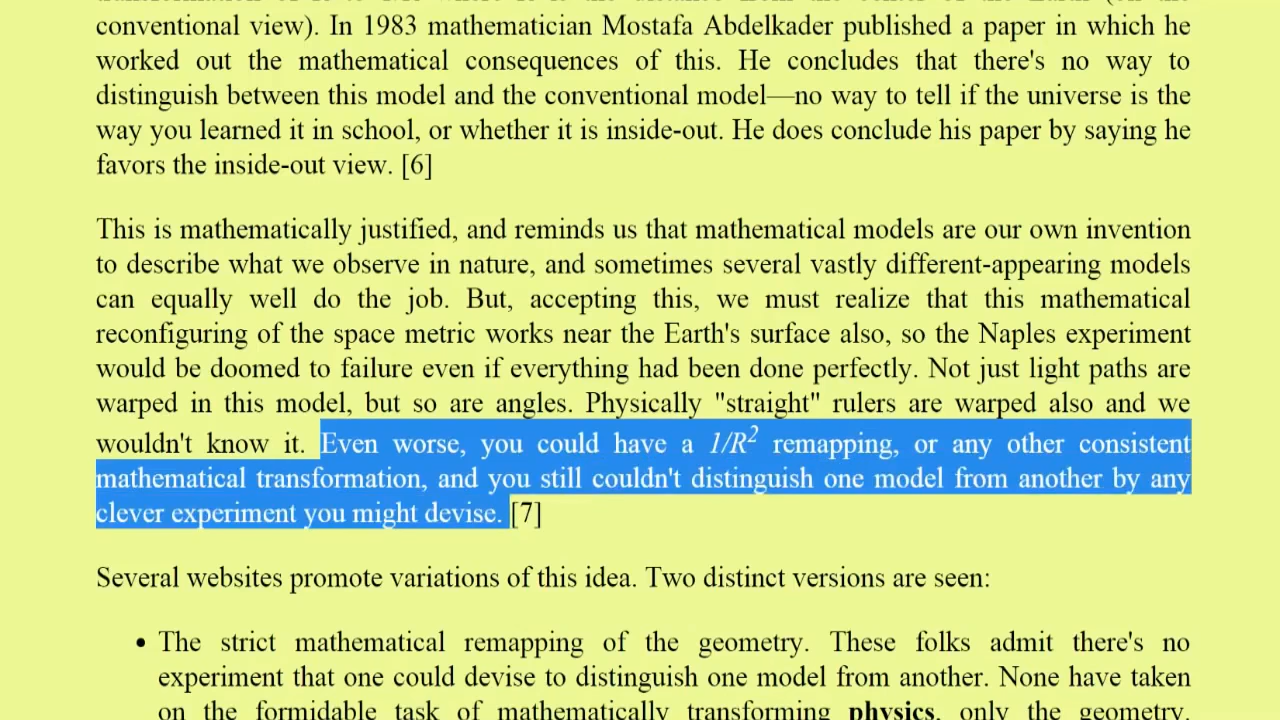 conventional view). In 1983 mathematician Mostafa Abdelkader published a paper in which he
worked out the mathematical consequences of this. He concludes that there's no way to
distinguish between this model and the conventional model—no way to tell if the universe is the
way you learned it in school, or whether it is inside-out. He does conclude his paper by saying he
favors the inside-out view. [6]
This is mathematically justified, and reminds us that mathematical models are our own invention
to describe what we observe in nature, and sometimes several vastly different-appearing models
can equally well do the job. But, accepting this, we must realize that this mathematical
reconfiguring of the space metric works near the Earth's surface also, so the Naples experiment
would be doomed to failure even if everything had been done perfectly. Not just light paths are
warped in this model, but so are angles. Physically "straight" rulers are warped also and we
wouldn't know it. Even worse, you could have a 1/R² remapping, or any other consistent
mathematical transformation, and you still couldn't distinguish one model from another by any
clever experiment you might devise. [7]
Several websites promote variations of this idea. Two distinct versions are seen:
• The strict mathematical remapping of the geometry. These folks admit there's no
experiment that one could devise to distinguish one model from another. None have taken
on the formidable task of mathematically transforming physics, only the geometry.